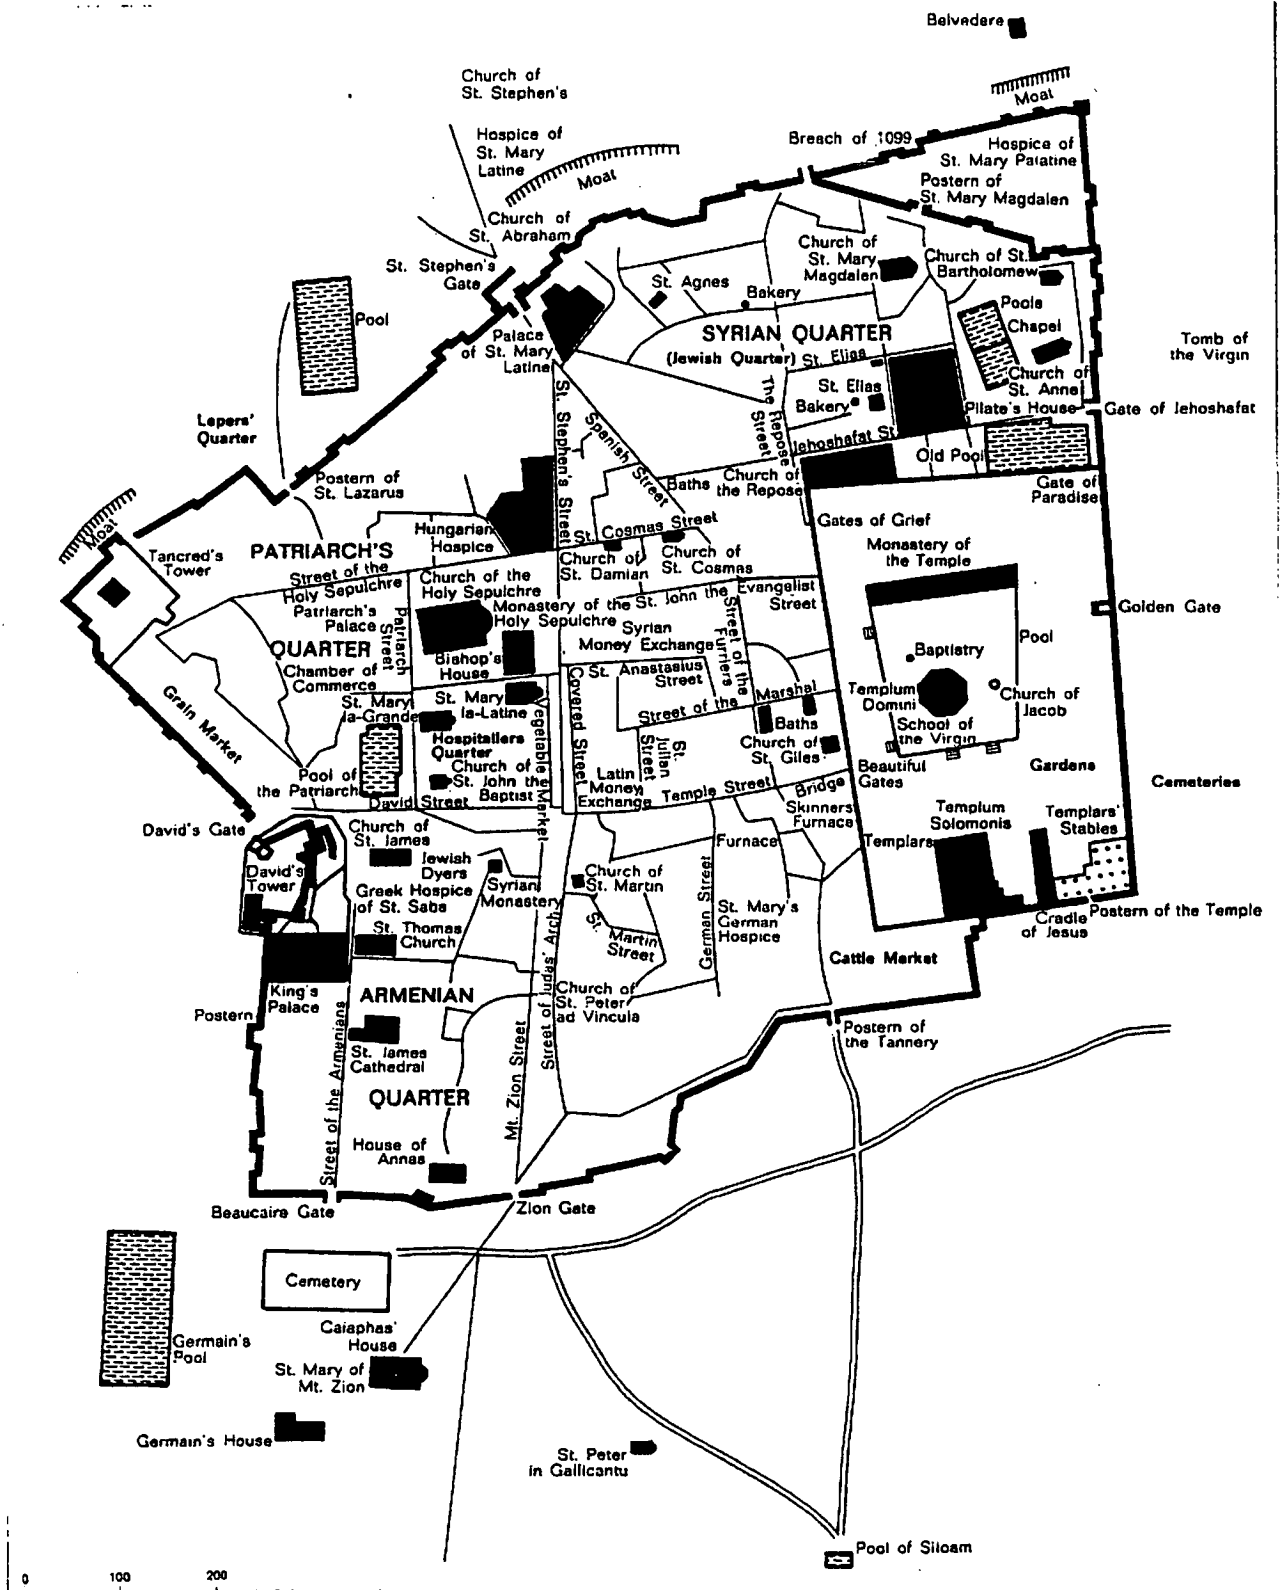 Belvedere
Moat
Church of
St. Stephen's
Hospice of
St. Mary
Latine
Moat
Breach of 1099
Hospice of
St. Mary Palatine
Postern of
St. Mary Magdalen
Church of
St. Abraham
St. Stephen's
Gate
Church of
St. Mary
Magdalen
Church of St.
Bartholomew
St. Agnes
Bakery
Pools
Chapel
Pool
Palace
of St. Mary
Latine
SYRIAN QUARTER
(Jewish Quarter)
St. Elias
St. Elias
Bakery
Church of
St. Anne
Tomb of
the Virgin
Pilate's House
Gate of Jehoshafat
The Repose
Street
Jehoshafat St.
Old Pool
Lepers'
Quarter
St. Stephen's Street
Spanish Street
Baths
Church of
the Repose
Gate of
Paradise
Postern of
St. Lazarus
Moat
Tancred's
Tower
Hungarian
Hospice
St. Cosmas Street
Church of
St. Damian
Church of
St. Cosmas
Gates of Grief
Monastery of
the Temple
PATRIARCH'S
QUARTER
Street of the
Holy Sepulchre
Church of the
Holy Sepulchre
Patriarch's
Palace
Patriarch
Street
Monastery of the
Holy Sepulchre
St. John the
Evangelist
Street
Golden Gate
Syrian
Money Exchange
Street of the
Furriers
Pool
Bishop's
House
Baptistry
Chamber of
Commerce
St. Anastasius
Street
Grain Market
St. Mary
la-Grande
St. Mary
la-Latine
Covered Street
Vegetable Market
Street of the Marshal
Templum
Domini
Church of
Jacob
School of
the Virgin
Hospitallers
Quarter
Baths
Church of
St. Giles
St.
Julian
Street
Pool of
the Patriarch
Church of
St. John the
Baptist
Latin
Money
Exchange
Temple Street
Bridge
Beautiful
Gates
Gardens
Cemeteries
David Street
Skinners
Furnace
Templum
Solomonis
Templars'
Stables
David's Gate
Church of
St. James
Furnace
Templars
David's
Tower
Jewish
Dyers
Greek Hospice
of St. Saba
Syrian
Monastery
Church of
St. Martin
St. Thomas
Church
St.
Martin
Street
German Street
St. Mary's
German
Hospice
Cradle
of Jesus
Postern of the Temple
Cattle Market
King's
Palace
Postern
ARMENIAN
QUARTER
Street of Judas' Arch
Church of
St. Peter
ad Vincula
Postern of
the Tannery
St. James
Cathedral
Street of the Armenians
Mt. Zion Street
House of
Annas
Beaucaire Gate
Zion Gate
Cemetery
Germain's
Pool
Caiaphas'
House
St. Mary of
Mt. Zion
Germain's House
St. Peter
in Gallicantu
Pool of Siloam
0 100 200